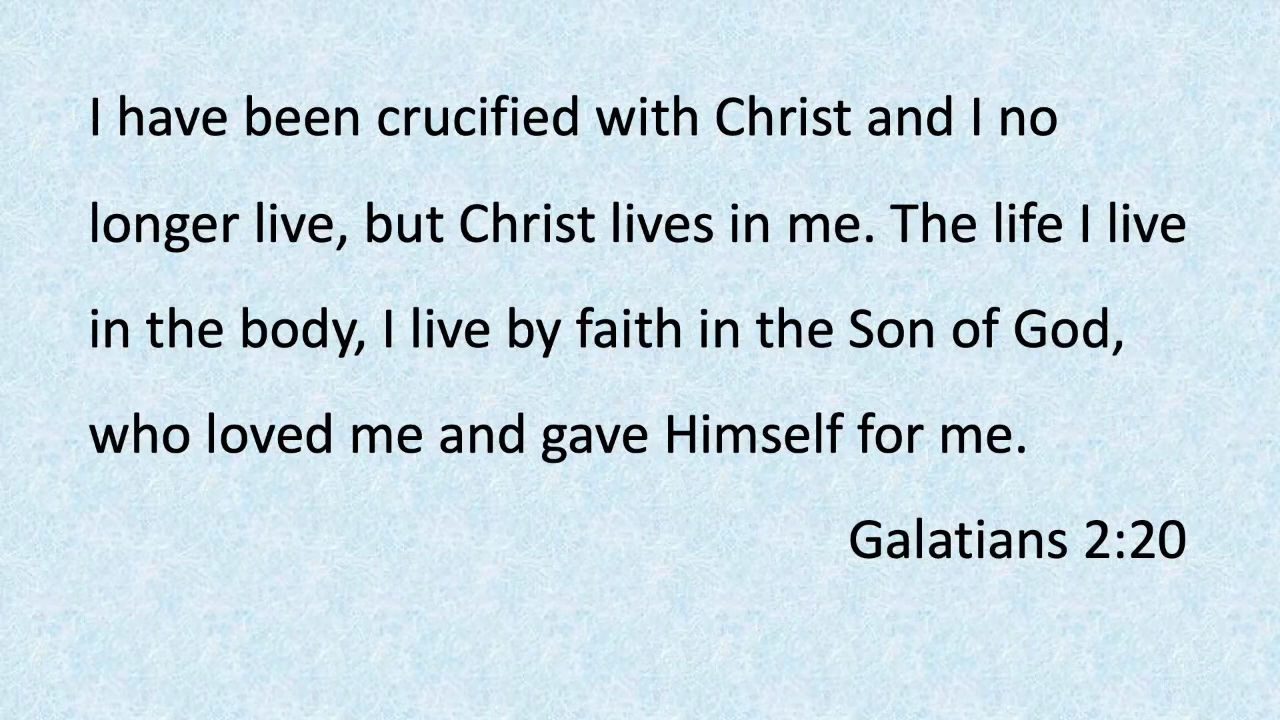 I have been crucified with Christ and I no
longer live, but Christ lives in me. The life I live
in the body, I live by faith in the Son of God,
who loved me and gave Himself for me.
Galatians 2:20